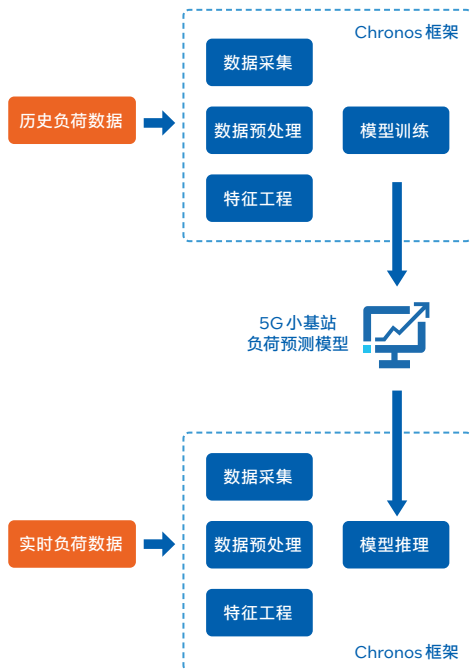 Chronos 框架
数据采集
历史负荷数据
数据预处理
模型训练
特征工程
5G 小基站
负荷预测模型
数据采集
实时负荷数据
数据预处理
模型推理
特征工程
Chronos 框架